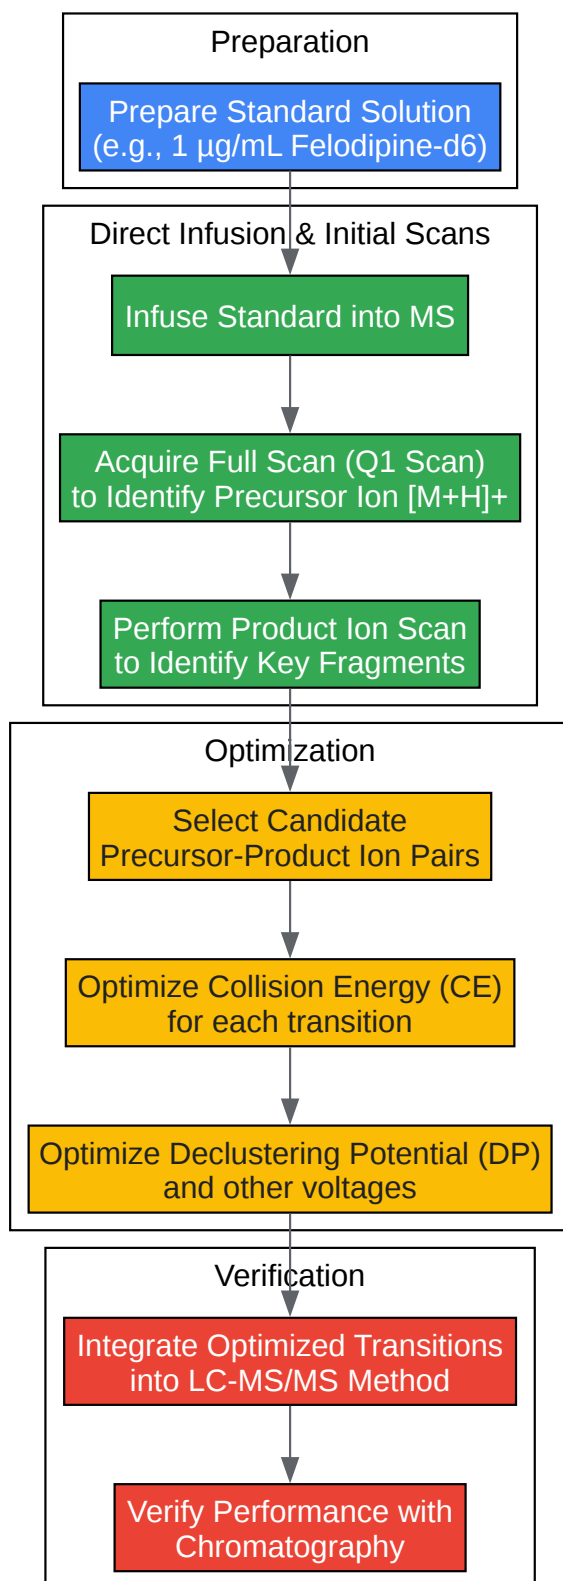 Preparation
Prepare Standard Solution
(e.g., 1 µg/mL Felodipine-d6)
Direct Infusion & Initial Scans
Infuse Standard into MS
Acquire Full Scan (Q1 Scan)
to Identify Precursor Ion [M+H]+
Perform Product Ion Scan
to Identify Key Fragments
Optimization
Select Candidate
Precursor-Product Ion Pairs
Optimize Collision Energy (CE)
for each transition
Optimize Declustering Potential (DP)
and other voltages
Verification
Integrate Optimized Transitions
into LC-MS/MS Method
Verify Performance with
Chromatography